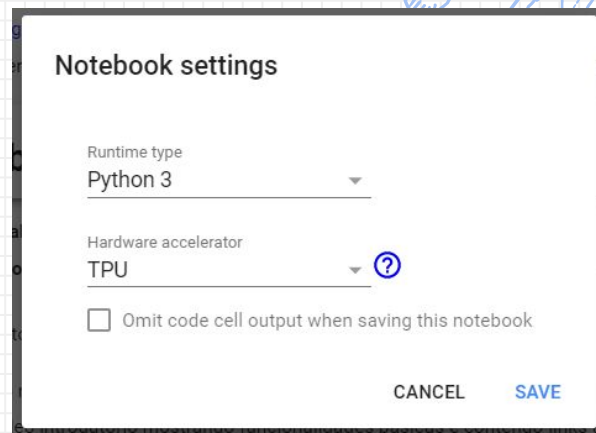 Notebook settings
Runtime type
Python 3
Hardware accelerator
TPU
?
Omit code cell output when saving this notebook
CANCEL SAVE